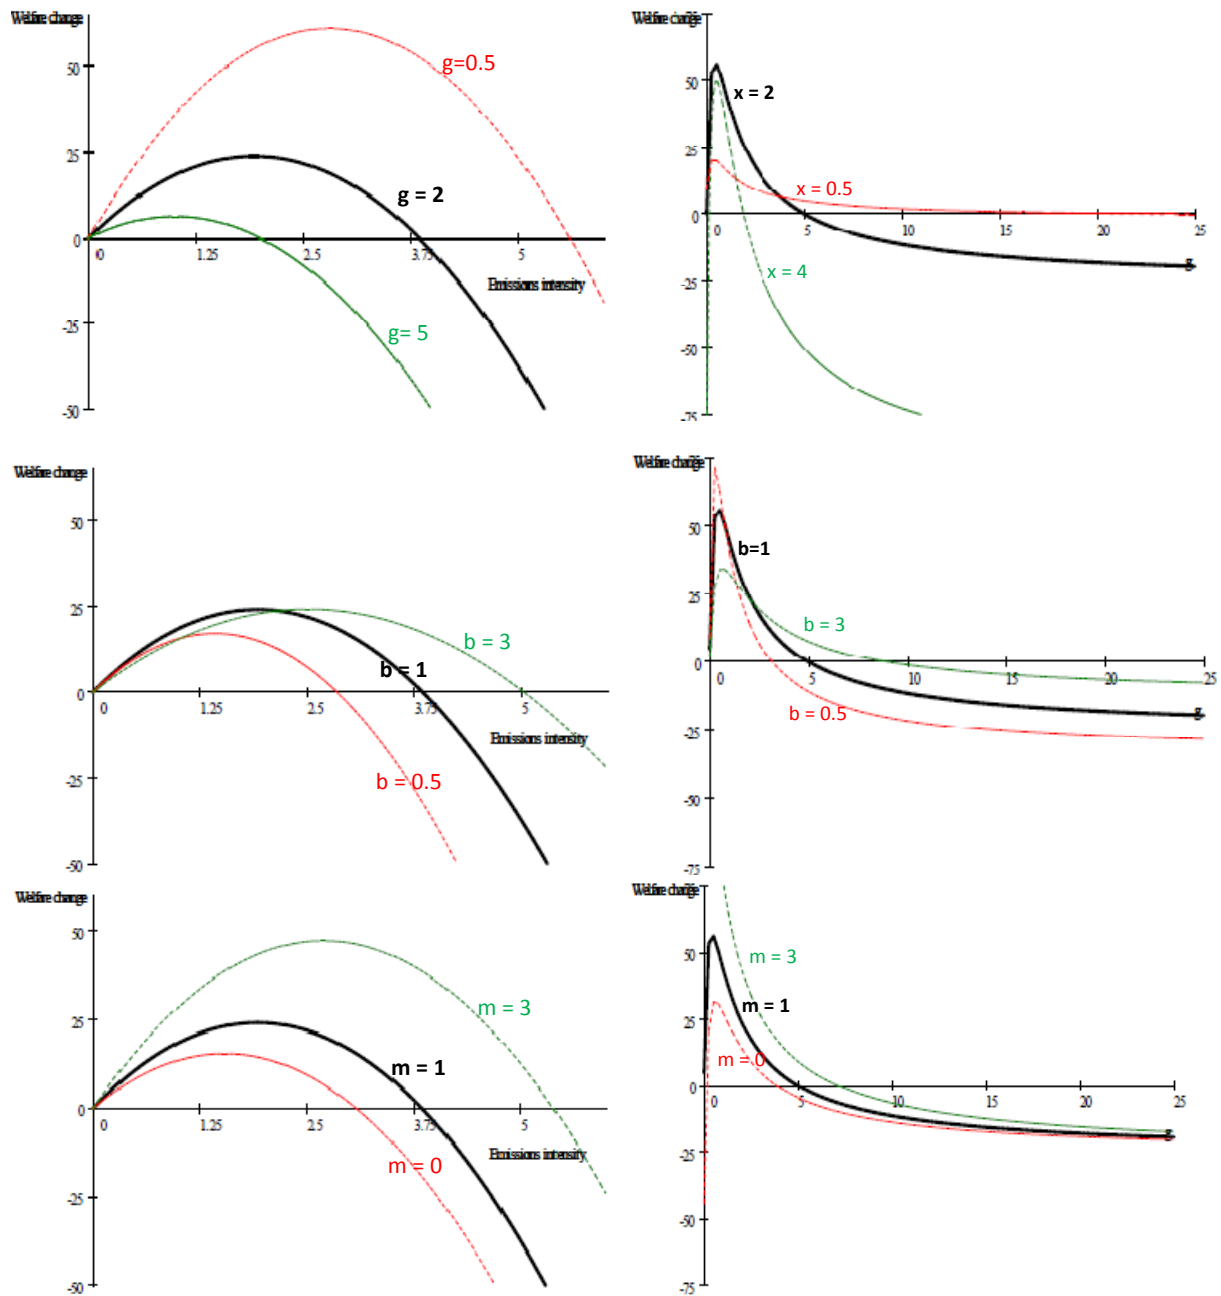 Welfare change
50
g=0.5
25
g = 2
0
0
1.25
2.5
3.75
5
Emissions intensity
-25
g= 5
-50
Welfare change
50
x = 2
25
x = 0.5
0
0
5
10
15
20
25
x = 4
g
-25
-50
-75
Welfare change
50
25
b = 3
b = 1
0
0
1.25
2.5
3.75
5
Emissions intensity
b = 0.5
-25
-50
Welfare change
50
b=1
25
b = 3
0
0
5
10
15
20
25
b = 0.5
g
-25
-50
-75
Welfare change
50
m = 3
25
m = 1
0
0
1.25
2.5
3.75
5
Emissions intensity
m = 0
-25
-50
Welfare change
50
m = 3
m = 1
25
m = 0
0
0
5
10
15
20
25
g
-25
-50
-75